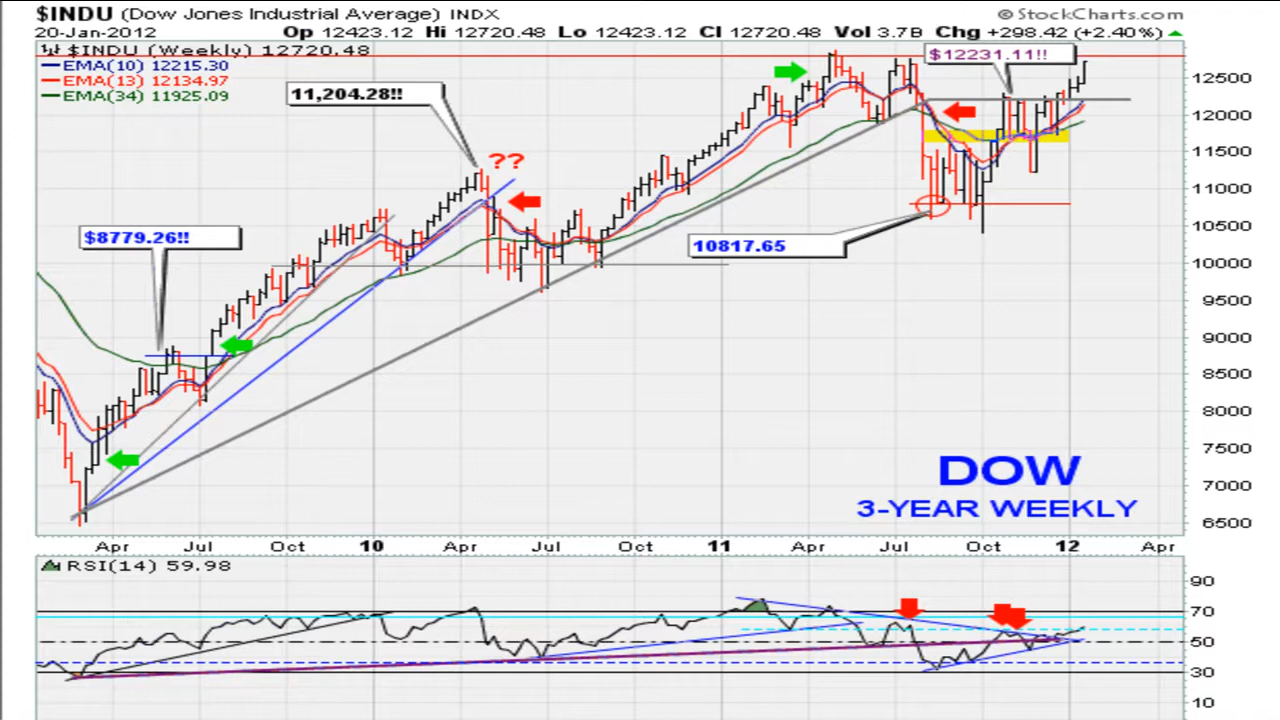 $INDU (Dow Jones Industrial Average) INDX © StockCharts.com
20-Jan-2012 Op 12423.12 Hi 12720.48 Lo 12423.12 Cl 12720.48 Vol 3.7B Chg +298.42 (+2.40%)
$INDU (Weekly) 12720.48
EMA(10) 12215.30
EMA(13) 12134.97
EMA(34) 11925.09
$12231.11!!
11,204.28!!
??
$8779.26!!
10817.65
12500
12000
11500
11000
10500
10000
9500
9000
8500
8000
7500
7000
6500
DOW
3-YEAR WEEKLY
Apr Jul Oct 10 Apr Jul Oct 11 Apr Jul Oct 12 Apr
RSI(14) 59.98
90
70
50
30
10